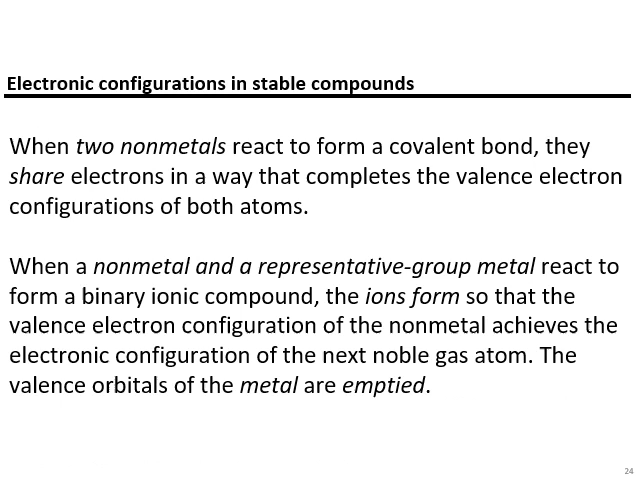 Electronic configurations in stable compounds
When two nonmetals react to form a covalent bond, they
share electrons in a way that completes the valence electron
configurations of both atoms.
When a nonmetal and a representative-group metal react to
form a binary ionic compound, the ions form so that the
valence electron configuration of the nonmetal achieves the
electronic configuration of the next noble gas atom. The
valence orbitals of the metal are emptied.
24